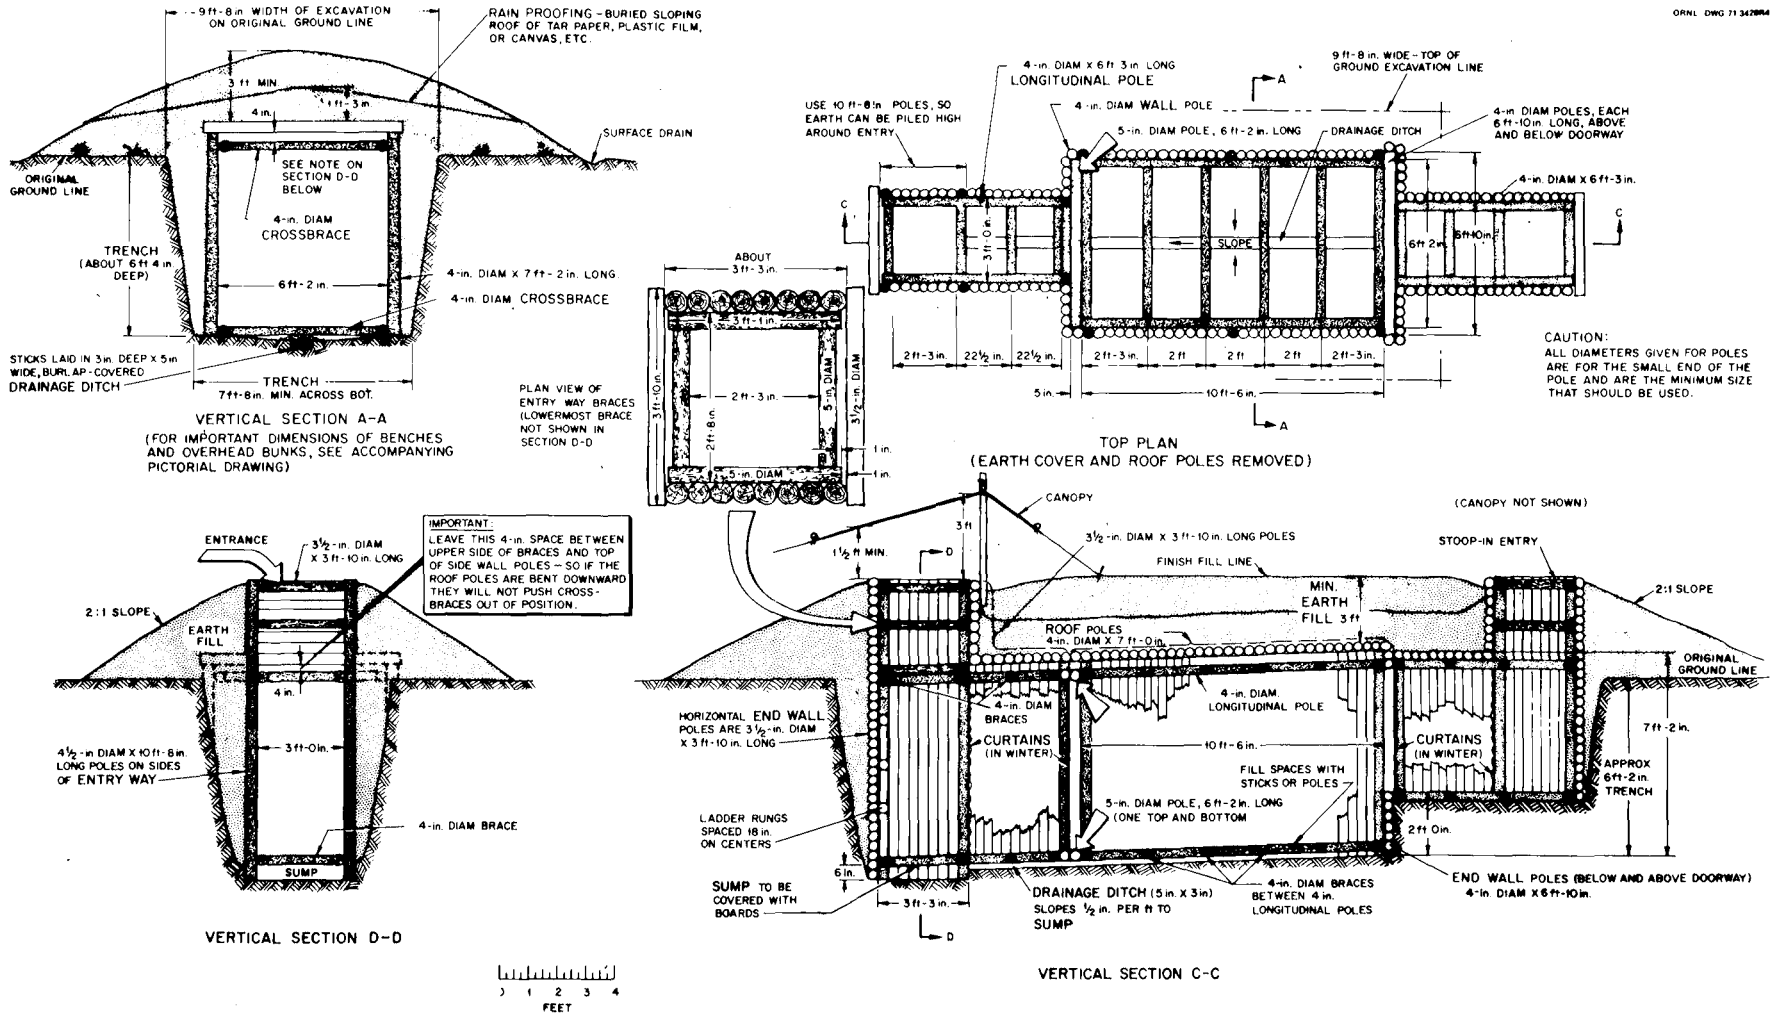 ORNL DWG 71 3428R4
9ft-8 in WIDTH OF EXCAVATION
ON ORIGINAL GROUND LINE
RAIN PROOFING - BURIED SLOPING
ROOF OF TAR PAPER, PLASTIC FILM,
OR CANVAS, ETC.
3 ft MIN.
1 ft-3 in.
4 in.
SURFACE DRAIN
ORIGINAL
GROUND LINE
SEE NOTE ON
SECTION D-D
BELOW
4-in. DIAM
CROSSBRACE
TRENCH
(ABOUT 6 ft 4 in.
DEEP)
6 ft-2 in.
4-in. DIAM X 7 ft-2 in. LONG.
4-in. DIAM CROSSBRACE
STICKS LAID IN 3 in. DEEP X 5 in
WIDE, BURLAP-COVERED
DRAINAGE DITCH
TRENCH
7 ft-8 in. MIN. ACROSS BOT.
VERTICAL SECTION A-A
(FOR IMPORTANT DIMENSIONS OF BENCHES
AND OVERHEAD BUNKS, SEE ACCOMPANYING
PICTORIAL DRAWING)
ABOUT
3 ft-3 in.
3 ft-1 in.
3 ft-10 in.
2 ft-8 in.
2 ft-3 in.
5-in. DIAM
3 1/2-in. DIAM
5-in. DIAM
1 in.
1 in.
PLAN VIEW OF
ENTRY WAY BRACES
(LOWERMOST BRACE
NOT SHOWN IN
SECTION D-D
4-in. DIAM X 6 ft 3 in LONG
LONGITUDINAL POLE
USE 10 ft-8 in POLES, SO
EARTH CAN BE PILED HIGH
AROUND ENTRY
4-in. DIAM WALL POLE
5-in. DIAM POLE, 6 ft-2 in. LONG
A
9 ft-8 in. WIDE-TOP OF
GROUND EXCAVATION LINE
DRAINAGE DITCH
4-in DIAM POLES, EACH
6 ft-10 in. LONG, ABOVE
AND BELOW DOORWAY
4-in. DIAM X 6 ft-3 in.
C
3 ft-0 in.
SLOPE
6 ft 2 in.
6 ft 10 in.
C
2 ft-3 in.
22 1/2 in.
22 1/2 in.
2 ft-3 in.
2 ft
2 ft
2 ft
2 ft-3 in.
5 in.
10 ft-6 in.
A
CAUTION:
ALL DIAMETERS GIVEN FOR POLES
ARE FOR THE SMALL END OF THE
POLE AND ARE THE MINIMUM SIZE
THAT SHOULD BE USED.
TOP PLAN
(EARTH COVER AND ROOF POLES REMOVED)
ENTRANCE
3 1/2-in. DIAM
X 3 ft-10 in. LONG
IMPORTANT:
LEAVE THIS 4-in. SPACE BETWEEN
UPPER SIDE OF BRACES AND TOP
OF SIDE WALL POLES - SO IF THE
ROOF POLES ARE BENT DOWNWARD
THEY WILL NOT PUSH CROSS-
BRACES OUT OF POSITION.
2:1 SLOPE
EARTH
FILL
4 in.
4 1/2-in DIAM X 10 ft-8 in.
LONG POLES ON SIDES
OF ENTRY WAY
3 ft-0 in.
4-in DIAM BRACE
SUMP
VERTICAL SECTION D-D
0 1 2 3 4
FEET
CANOPY
3 ft
1 1/2 ft MIN.
D
3 1/2-in. DIAM X 3 ft-10 in. LONG POLES
FINISH FILL LINE
(CANOPY NOT SHOWN)
STOOP-IN ENTRY
MIN.
EARTH
FILL 3 ft
2:1 SLOPE
ROOF POLES
4-in. DIAM X 7 ft-0 in.
ORIGINAL
GROUND LINE
4-in. DIAM
BRACES
4-in. DIAM.
LONGITUDINAL POLE
HORIZONTAL END WALL
POLES ARE 3 1/2-in. DIAM
X 3 ft-10 in. LONG
CURTAINS
(IN WINTER)
10 ft-6 in.
CURTAINS
(IN WINTER)
7 ft-2 in.
APPROX
6 ft-2 in.
TRENCH
FILL SPACES WITH
STICKS OR POLES
5-in DIAM POLE, 6 ft-2 in. LONG
(ONE TOP AND BOTTOM
LADDER RUNGS
SPACED 18 in.
ON CENTERS
2 ft 0 in.
6 in.
SUMP TO BE
COVERED WITH
BOARDS
3 ft-3 in.
D
DRAINAGE DITCH (5 in X 3 in)
SLOPES 1/2 in. PER ft TO
SUMP
4-in. DIAM BRACES
BETWEEN 4 in.
LONGITUDINAL POLES
END WALL POLES (BELOW AND ABOVE DOORWAY)
4-in. DIAM X 6 ft-10 in.
VERTICAL SECTION C-C